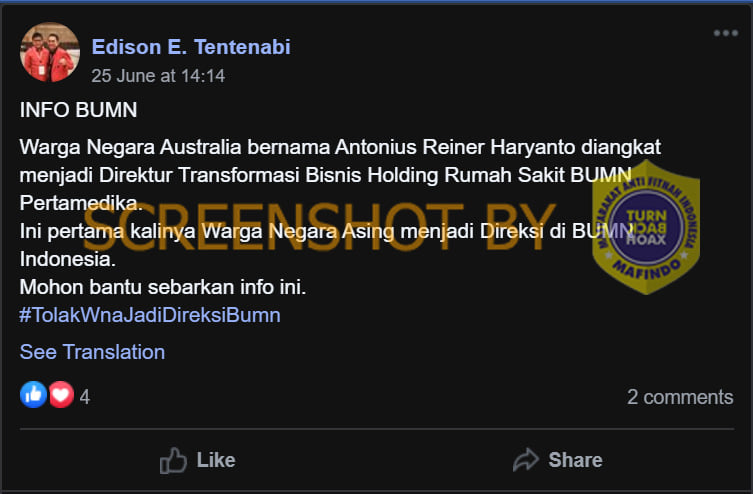 Edison E. Tentenabi
25 June at 14:14
INFO BUMN
Warga Negara Australia bernama Antonius Reiner Haryanto diangkat
menjadi Direktur Transformasi Bisnis Holding Rumah Sakit BUMN
Pertamedika.
Ini pertama kalinya Warga Negara Asing menjadi Direksi di BUMN
Indonesia.
Mohon bantu sebarkan info ini.
#TolakWnaJadiDireksiBumn
See Translation
4
2 comments
Like
Share
SCREENSHOT BY
MASYARAKAT ANTI FITNAH INDONESIA
TURN
BACK
HOAX
MAFINDO